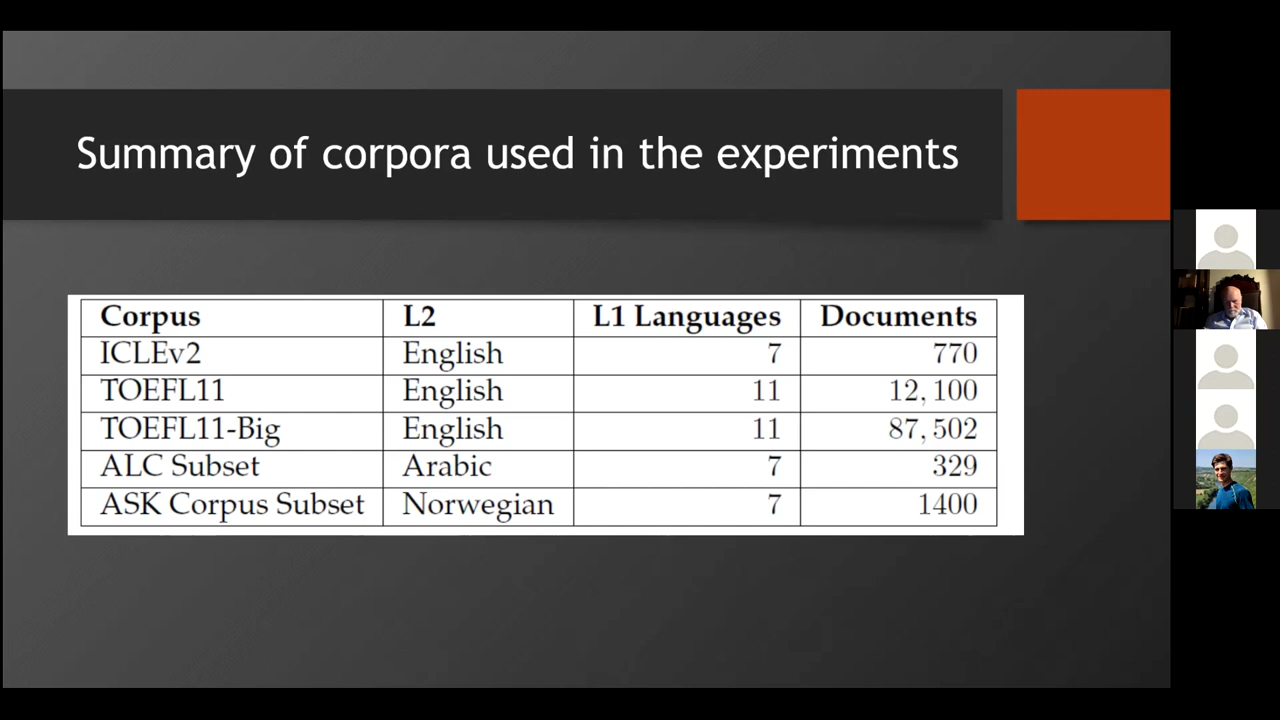 Summary of corpora used in the experiments
Corpus L2 L1 Languages Documents
ICLEv2 English 7 770
TOEFL11 English 11 12,100
TOEFL11-Big English 11 87,502
ALC Subset Arabic 7 329
ASK Corpus Subset Norwegian 7 1400